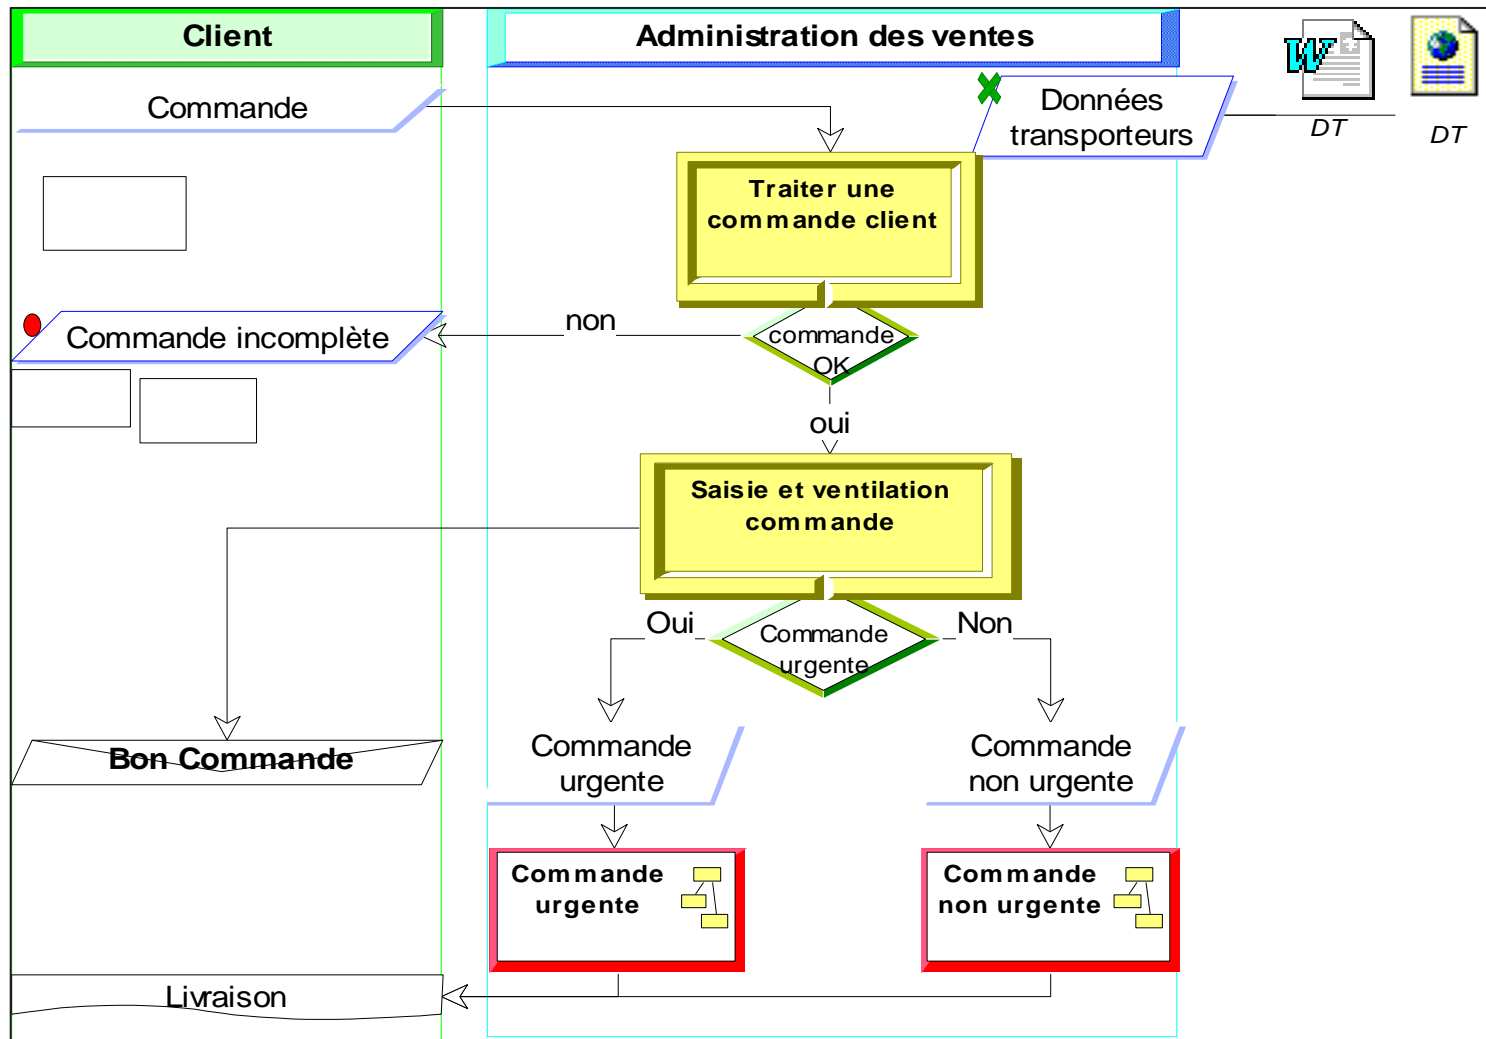 Client
Administration des ventes
Commande
Données
transporteurs
W
DT
DT
Traiter une
commande client
Commande incomplète
non
commande
OK
oui
Saisie et ventilation
commande
Oui
Commande
urgente
Non
Bon Commande
Commande
urgente
Commande
non urgente
Commande
urgente
Commande
non urgente
Livraison